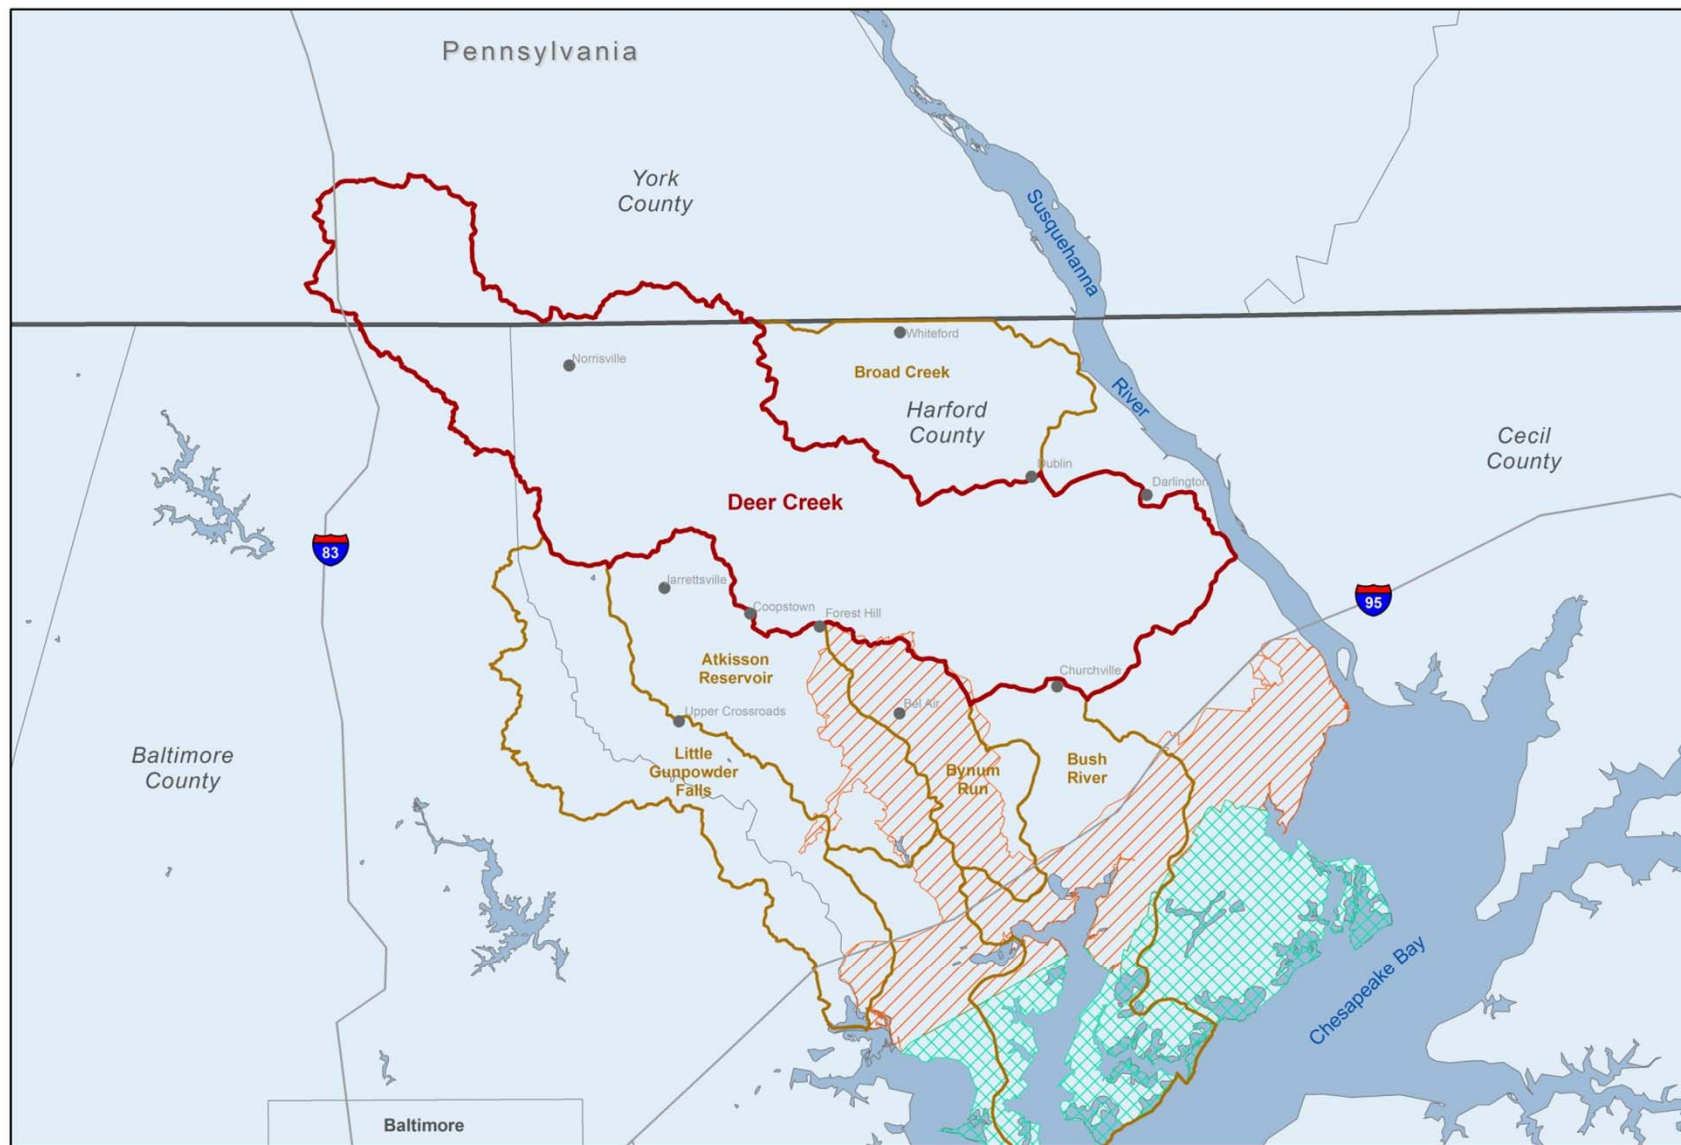 Pennsylvania
York
County
Susquehanna
River
Whiteford
Norrisville
Broad Creek
Harford
County
Cecil
County
Dublin
Darlington
Deer Creek
83
Jarrettsville
95
Coopstown
Forest Hill
Atkisson
Reservoir
Churchville
Upper Crossroads
Bel Air
Baltimore
County
Little
Gunpowder
Falls
Bynum
Run
Bush
River
Chesapeake Bay
Baltimore